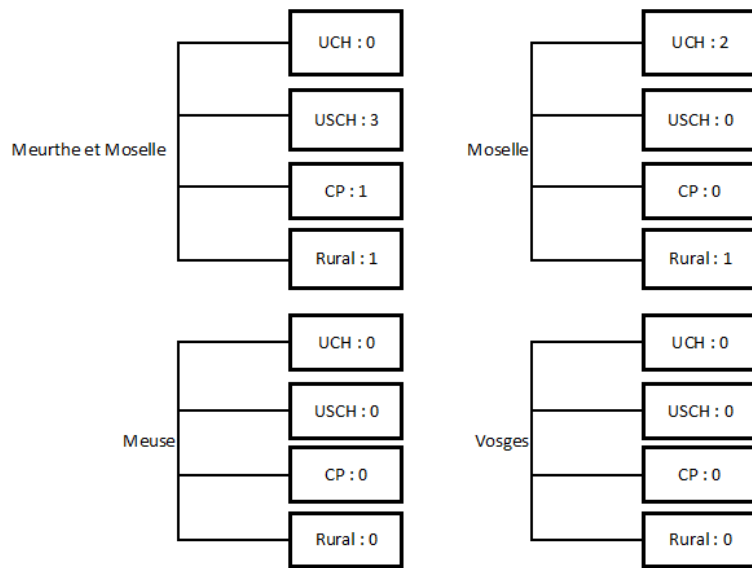 Meurthe et Moselle
UCH : 0
USCH : 3
CP : 1
Rural : 1
Moselle
UCH : 2
USCH : 0
CP : 0
Rural : 1
Meuse
UCH : 0
USCH : 0
CP : 0
Rural : 0
Vosges
UCH : 0
USCH : 0
CP : 0
Rural : 0